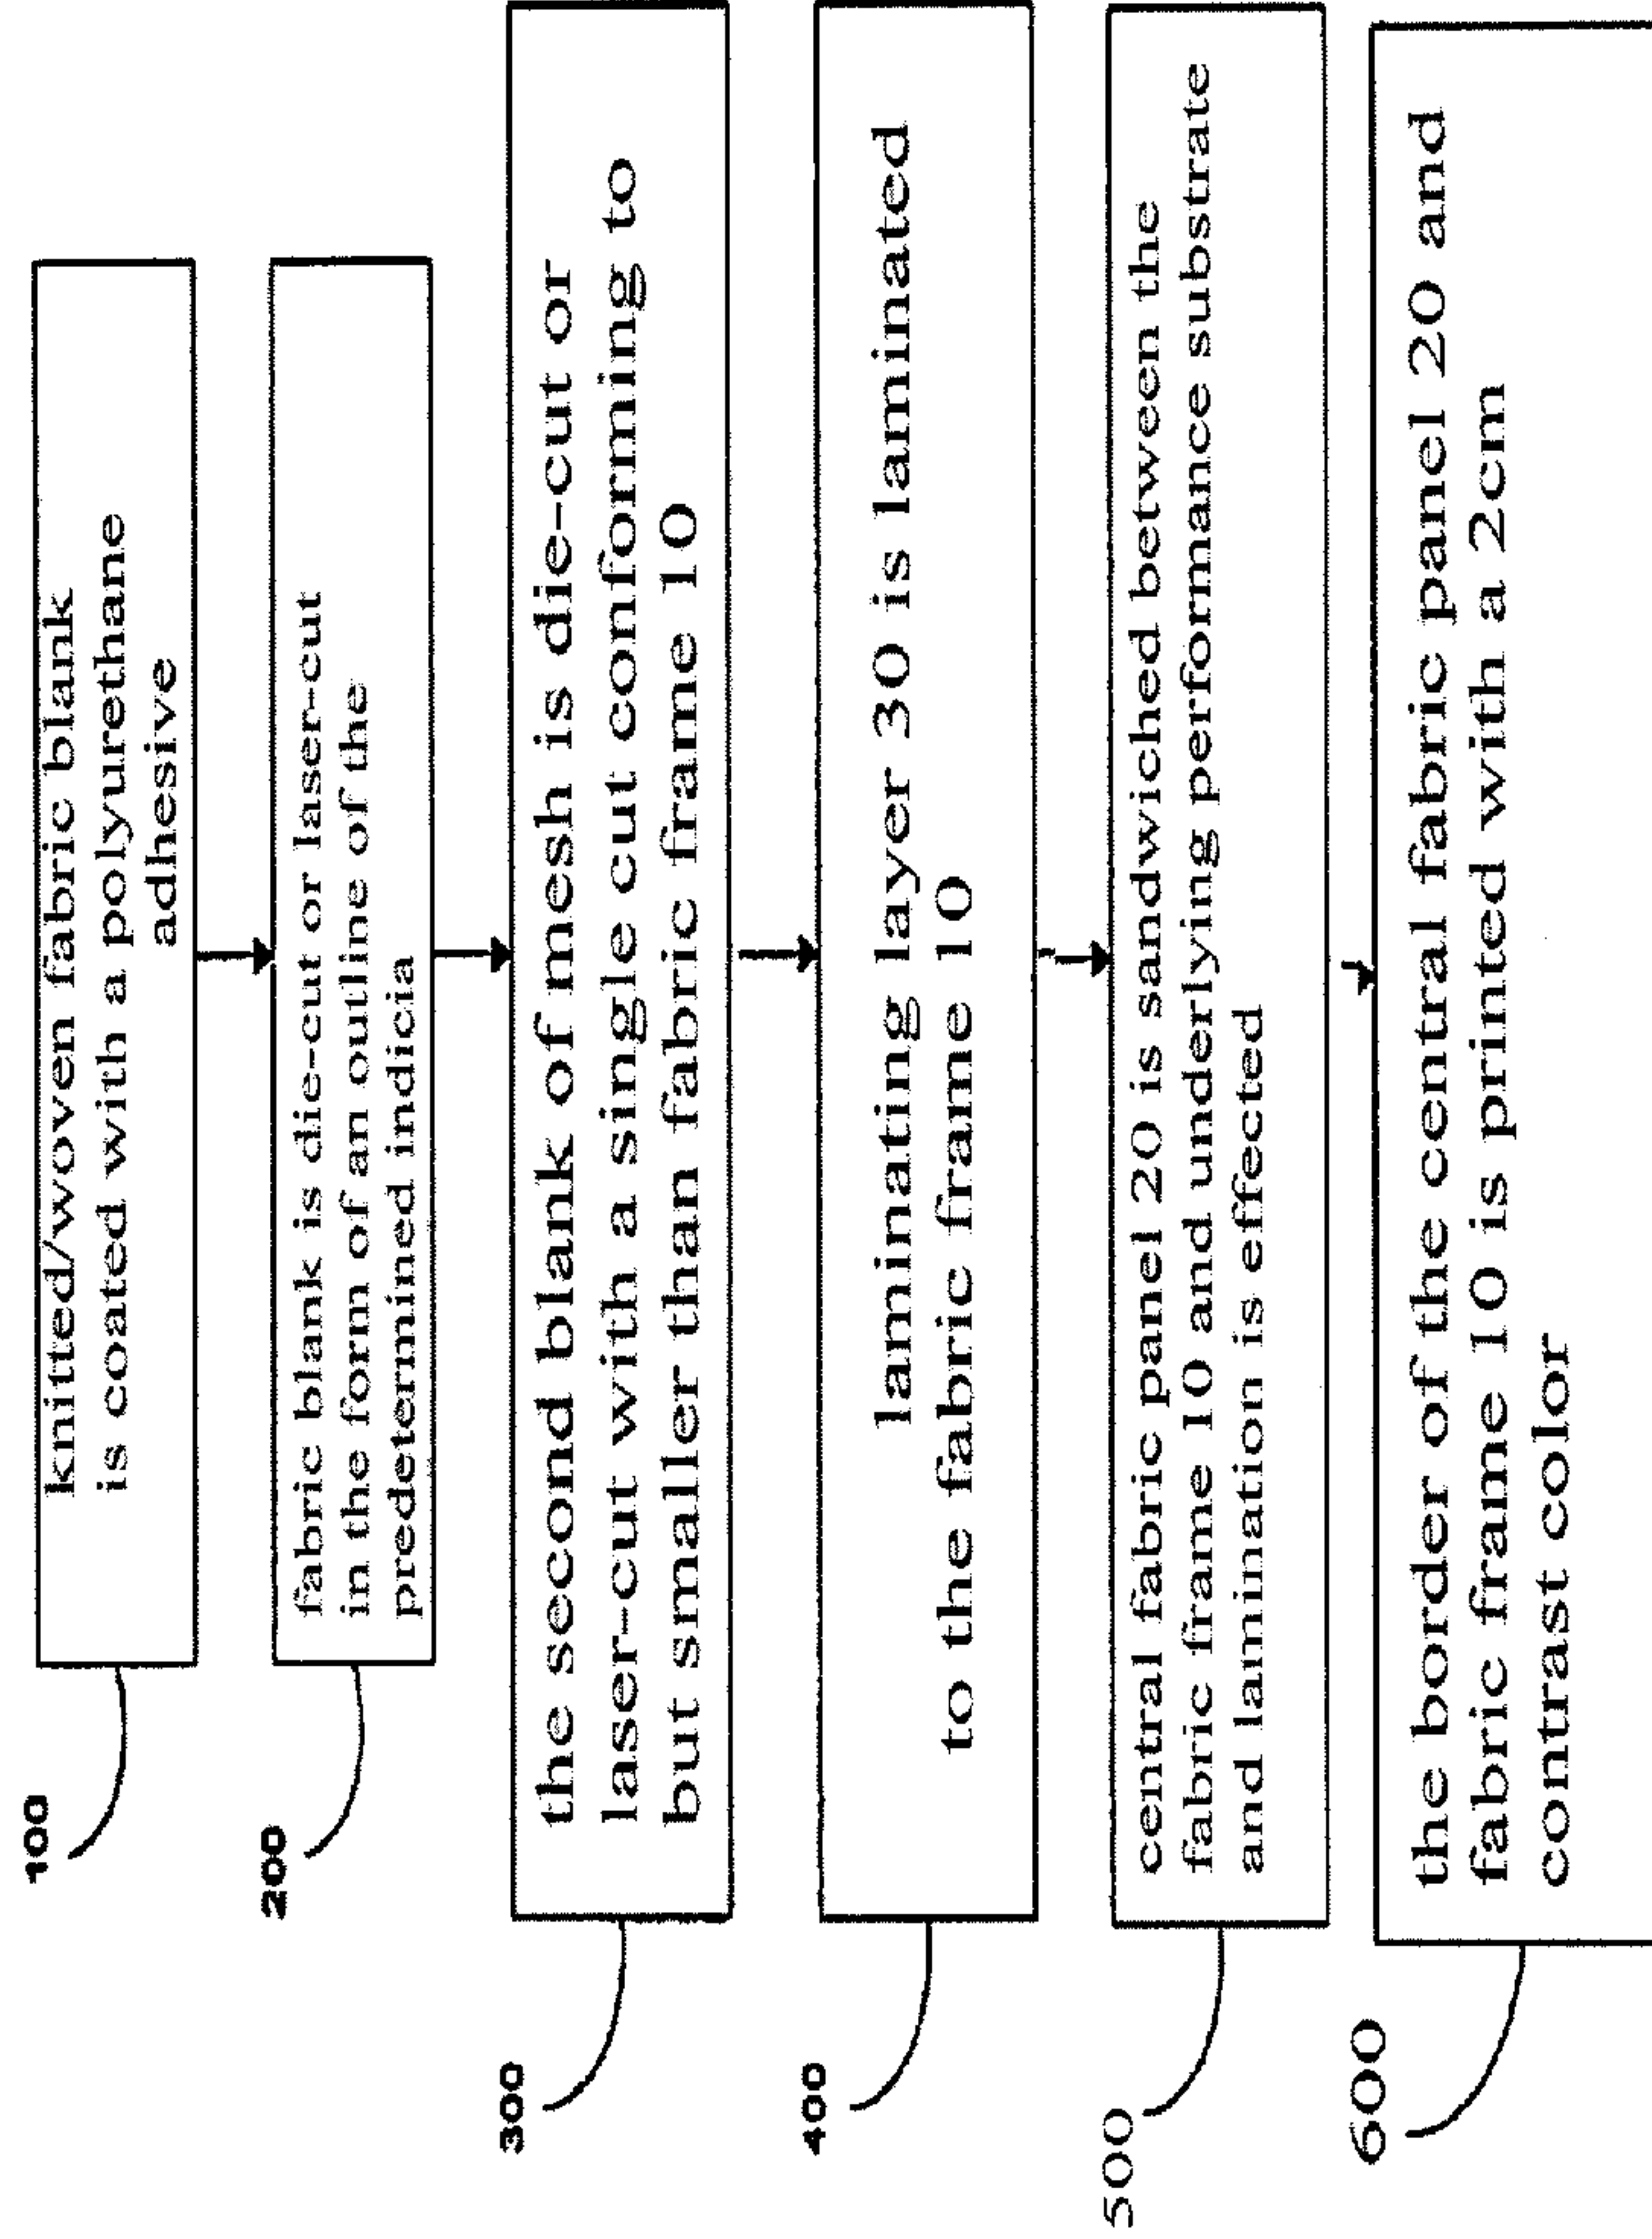 100
knitted/woven fabric blank
is coated with a polyurethane
adhesive
200
fabric blank is die-cut or laser-cut
in the form of an outline of the
predetermined indicia
300
the second blank of mesh is die-cut or
laser-cut with a single cut conforming to
but smaller than fabric frame 10
400
laminating layer 30 is laminated
to the fabric frame 10
500
central fabric panel 20 is sandwiched between the
fabric frame 10 and underlying performance substrate
and lamination is effected
600
the border of the central fabric panel 20 and
fabric frame 10 is printed with a 2cm
contrast color